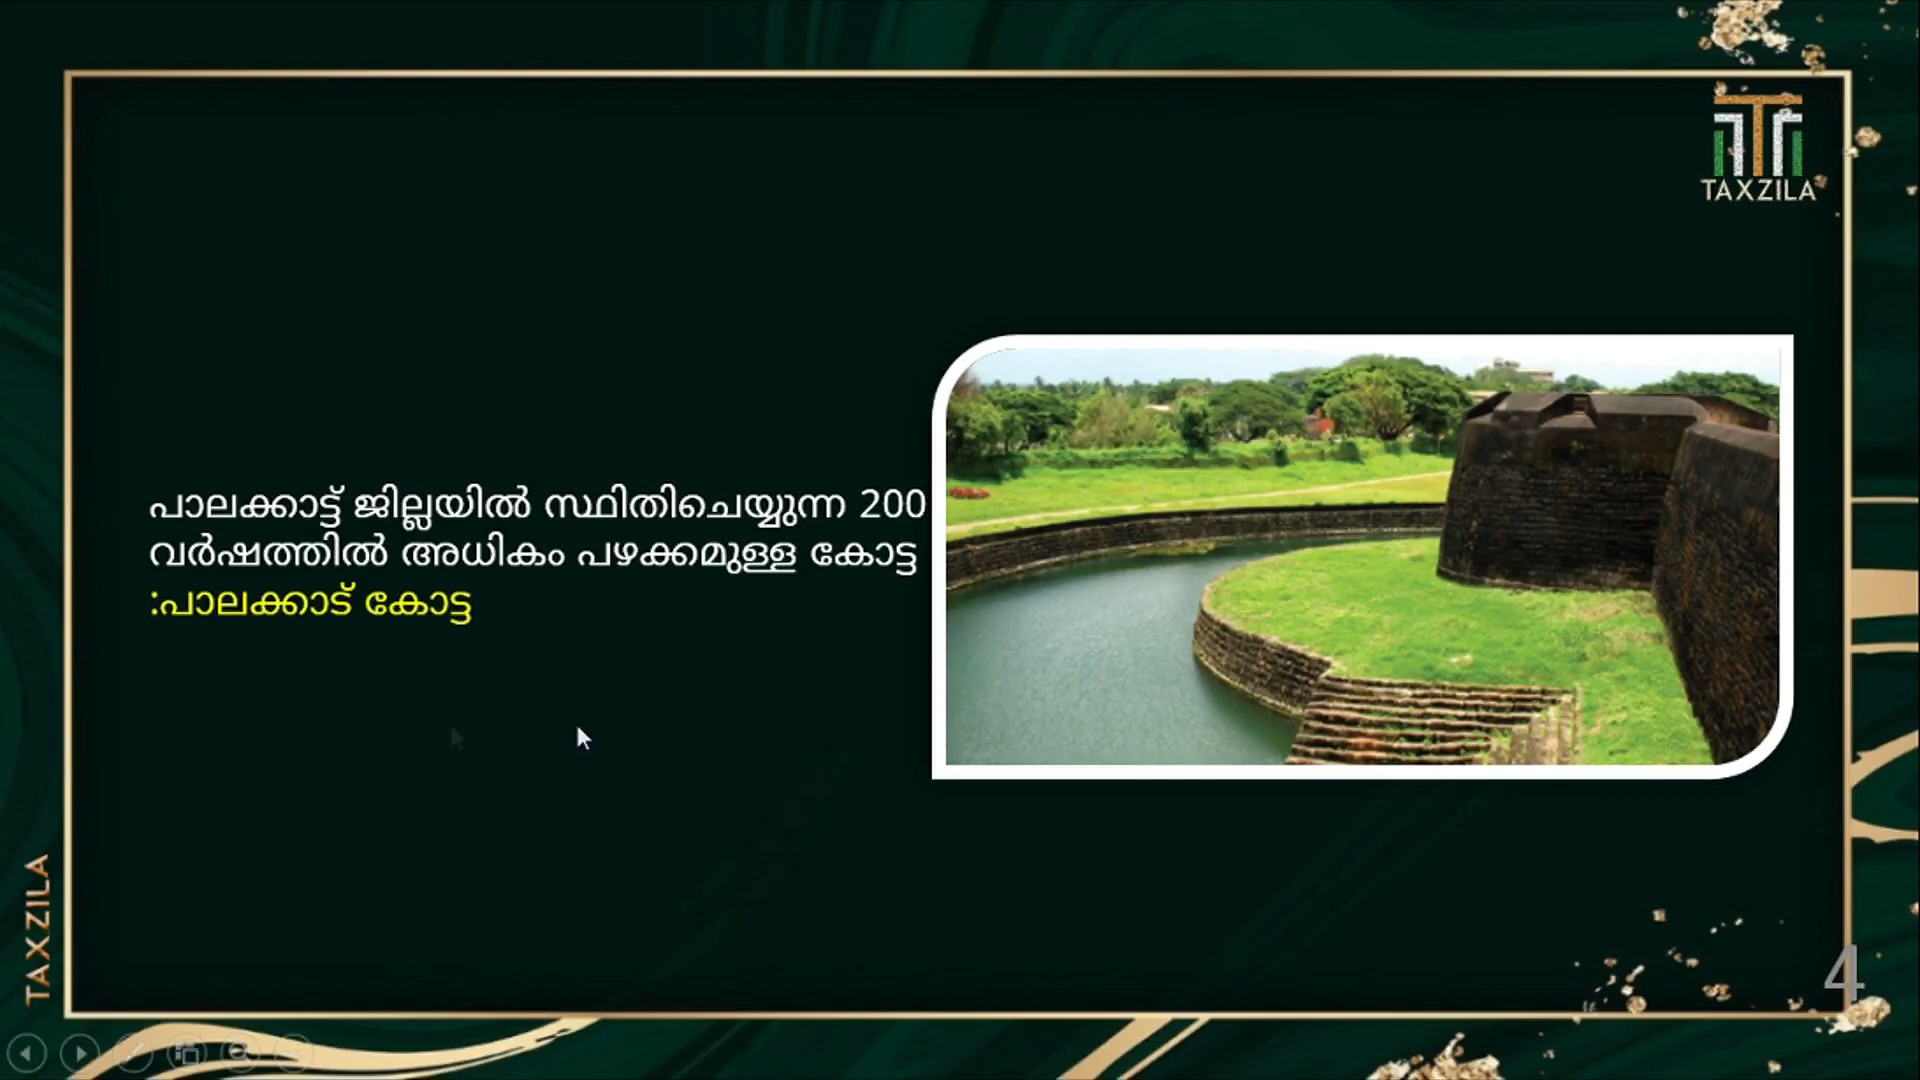 TAXZILA
പാലക്കാട്ട് ജില്ലയിൽ സ്ഥിതിചെയ്യുന്ന 200
വർഷത്തിൽ അധികം പഴക്കമുള്ള കോട്ട
:പാലക്കാട് കോട്ട
TAXZILA
4